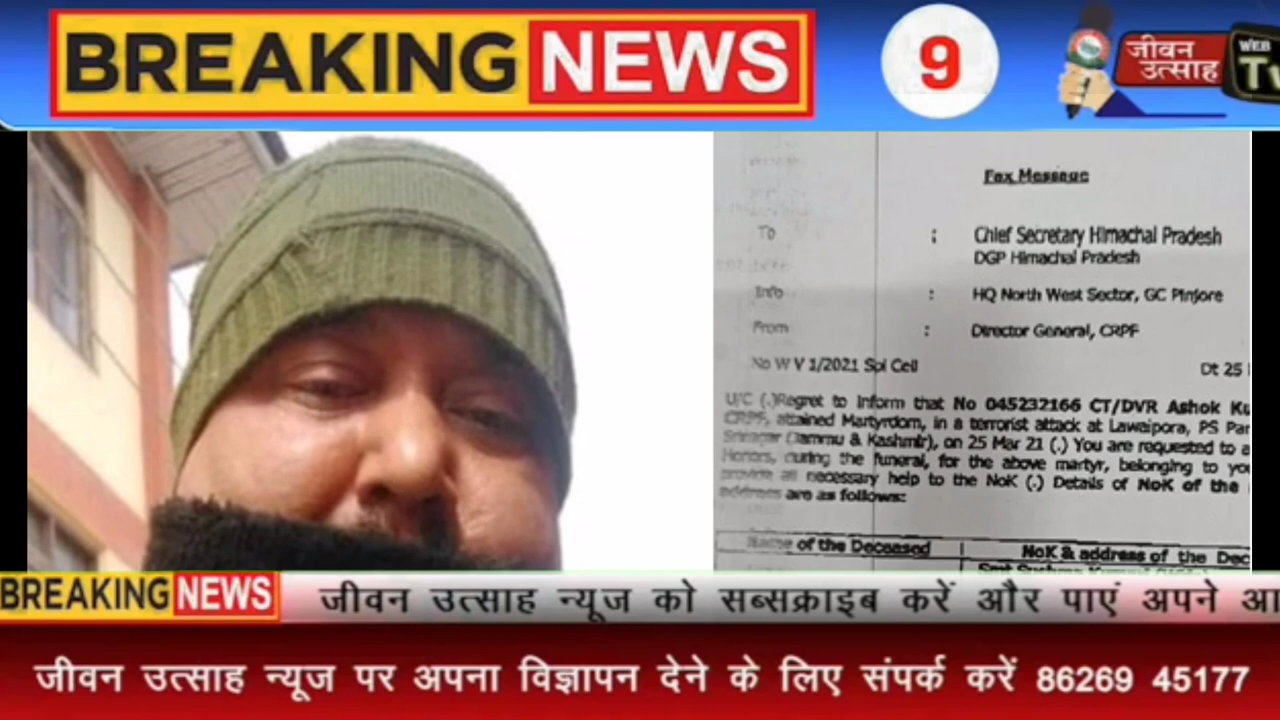 BREAKING NEWS
9
जीवन
उत्साह
WEB
Fax Message
To : Chief Secretary Himachal Pradesh
DGP Himachal Pradesh
Info : HQ North West Sector, GC Pinjore
From : Director General, CRPF
No W V 1/2021 Spl Cell Dt 25
U/C (.)Regret to inform that No 045232166 CT/DVR Ashok Ku
CRPF, attained Martyrdom, in a terrorist attack at Lawaipora, PS Par
Srinagar (Jammu & Kashmir), on 25 Mar 21 (.) You are requested to a
Honors, during the funeral, for the above martyr, belonging to yo
provide all necessary help to the NoK (.) Details of NoK of the
address are as follows:
Name of the Deceased NoK & address of the Dec
BREAKING NEWS
जीवन उत्साह न्यूज को सब्सक्राइब करें और पाएं अपने आ
जीवन उत्साह न्यूज पर अपना विज्ञापन देने के लिए संपर्क करें 86269 45177